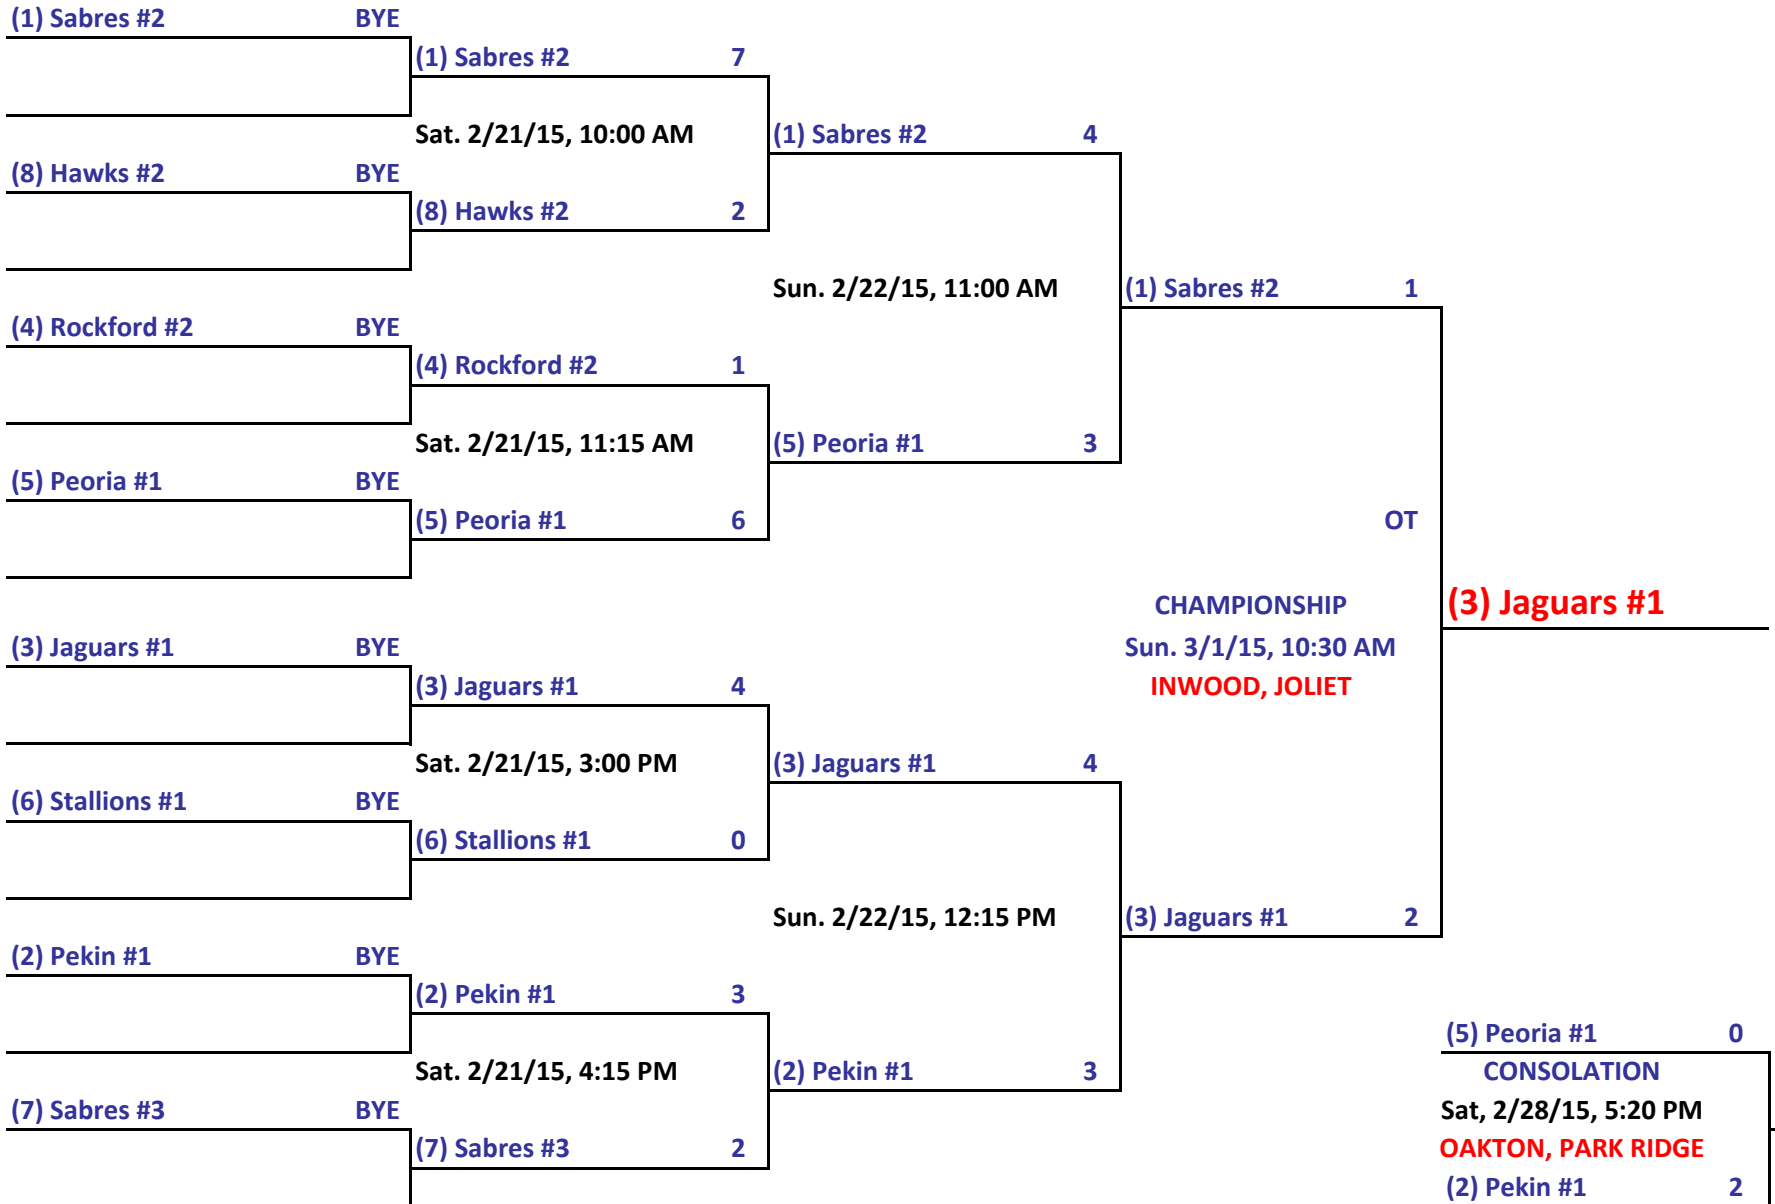 (1) Sabres #2 BYE
(1) Sabres #2 7
Sat. 2/21/15, 10:00 AM
(1) Sabres #2 4
(8) Hawks #2 BYE
(8) Hawks #2 2
Sun. 2/22/15, 11:00 AM
(1) Sabres #2 1
(4) Rockford #2 BYE
(4) Rockford #2 1
Sat. 2/21/15, 11:15 AM
(5) Peoria #1 3
(5) Peoria #1 BYE
(5) Peoria #1 6
OT
CHAMPIONSHIP
(3) Jaguars #1
(3) Jaguars #1 BYE
Sun. 3/1/15, 10:30 AM
(3) Jaguars #1 4
INWOOD, JOLIET
Sat. 2/21/15, 3:00 PM
(3) Jaguars #1 4
(6) Stallions #1 BYE
(6) Stallions #1 0
Sun. 2/22/15, 12:15 PM
(3) Jaguars #1 2
(2) Pekin #1 BYE
(2) Pekin #1 3
(5) Peoria #1 0
Sat. 2/21/15, 4:15 PM
(2) Pekin #1 3
CONSOLATION
(7) Sabres #3 BYE
Sat, 2/28/15, 5:20 PM
(7) Sabres #3 2
OAKTON, PARK RIDGE
(2) Pekin #1 2